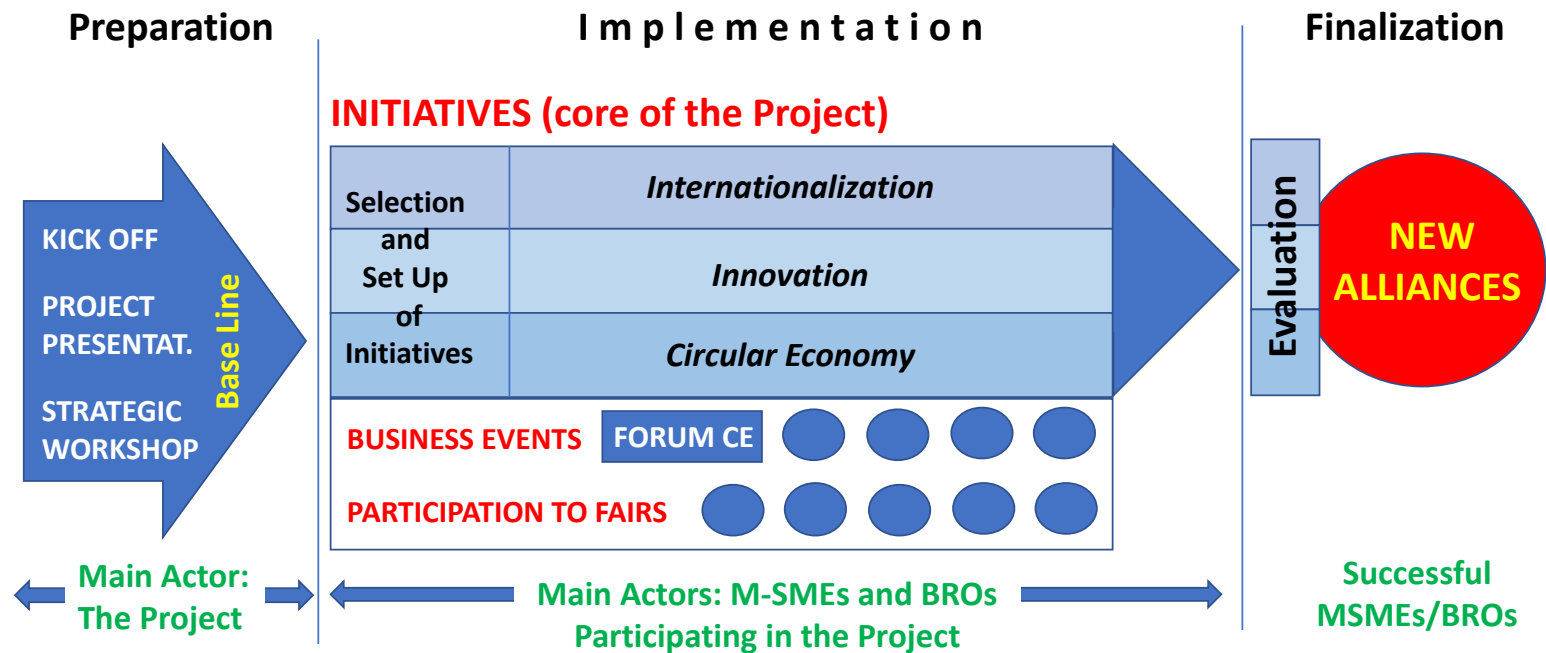 Preparation
Implementation
Finalization
INITIATIVES (core of the Project)
KICK OFF
PROJECT
PRESENTAT.
STRATEGIC
WORKSHOP
Base Line
Selection
and
Set Up
of
Initiatives
Internationalization
Innovation
Circular Economy
BUSINESS EVENTS
FORUM CE
PARTICIPATION TO FAIRS
Evaluation
NEW
ALLIANCES
Main Actor:
The Project
Main Actors: M-SMEs and BROs
Participating in the Project
Successful
MSMEs/BROs